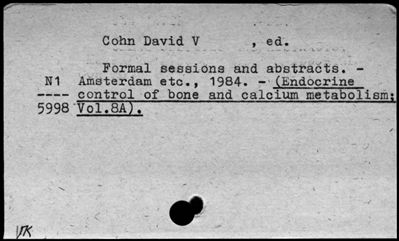 Cohn David V , ed.
Formal sessions and abstracts. -
N1 Amsterdam etc., 1984. - (Endocrine
---- control of bone and calcium metabolism;
5998 Vol.8A).